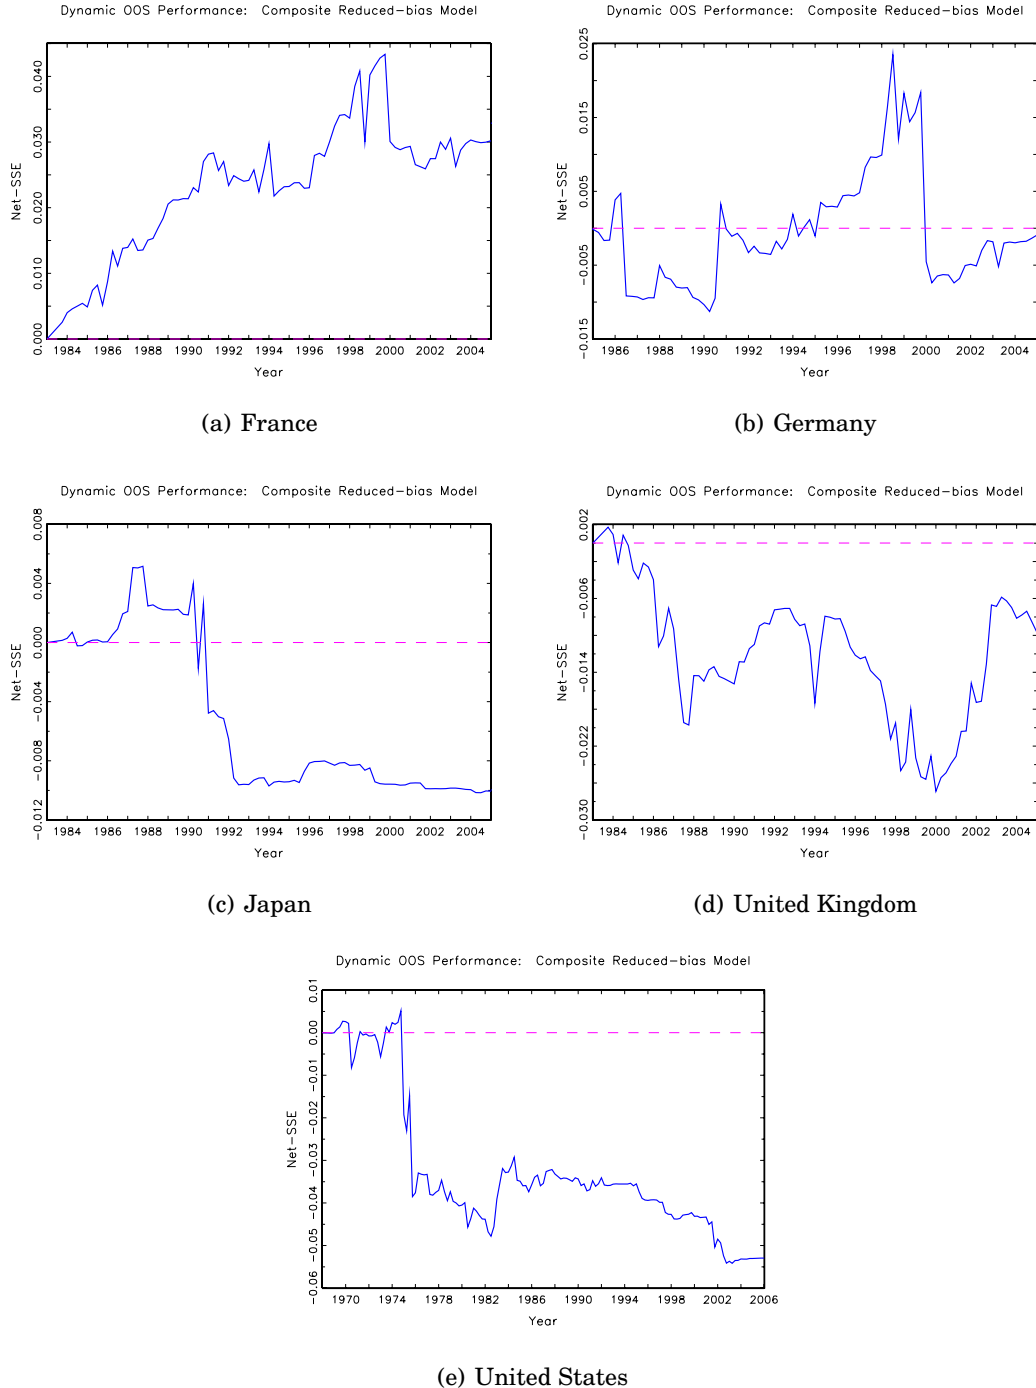 Dynamic OOS Performance: Composite Reduced-bias Model
Net-SSE
0.040
0.030
0.020
0.010
0.000
1984 1986 1988 1990 1992 1994 1996 1998 2000 2002 2004
Year
(a) France
Dynamic OOS Performance: Composite Reduced-bias Model
Net-SSE
0.025
0.015
0.005
-0.005
-0.015
1986 1988 1990 1992 1994 1996 1998 2000 2002 2004
Year
(b) Germany
Dynamic OOS Performance: Composite Reduced-bias Model
Net-SSE
0.008
0.004
0.000
-0.004
-0.008
-0.012
1984 1986 1988 1990 1992 1994 1996 1998 2000 2002 2004
Year
(c) Japan
Dynamic OOS Performance: Composite Reduced-bias Model
Net-SSE
0.002
-0.006
-0.014
-0.022
-0.030
1984 1986 1988 1990 1992 1994 1996 1998 2000 2002 2004
Year
(d) United Kingdom
Dynamic OOS Performance: Composite Reduced-bias Model
Net-SSE
0.01
0.00
-0.01
-0.02
-0.03
-0.04
-0.05
-0.06
1970 1974 1978 1982 1986 1990 1994 1998 2002 2006
Year
(e) United States